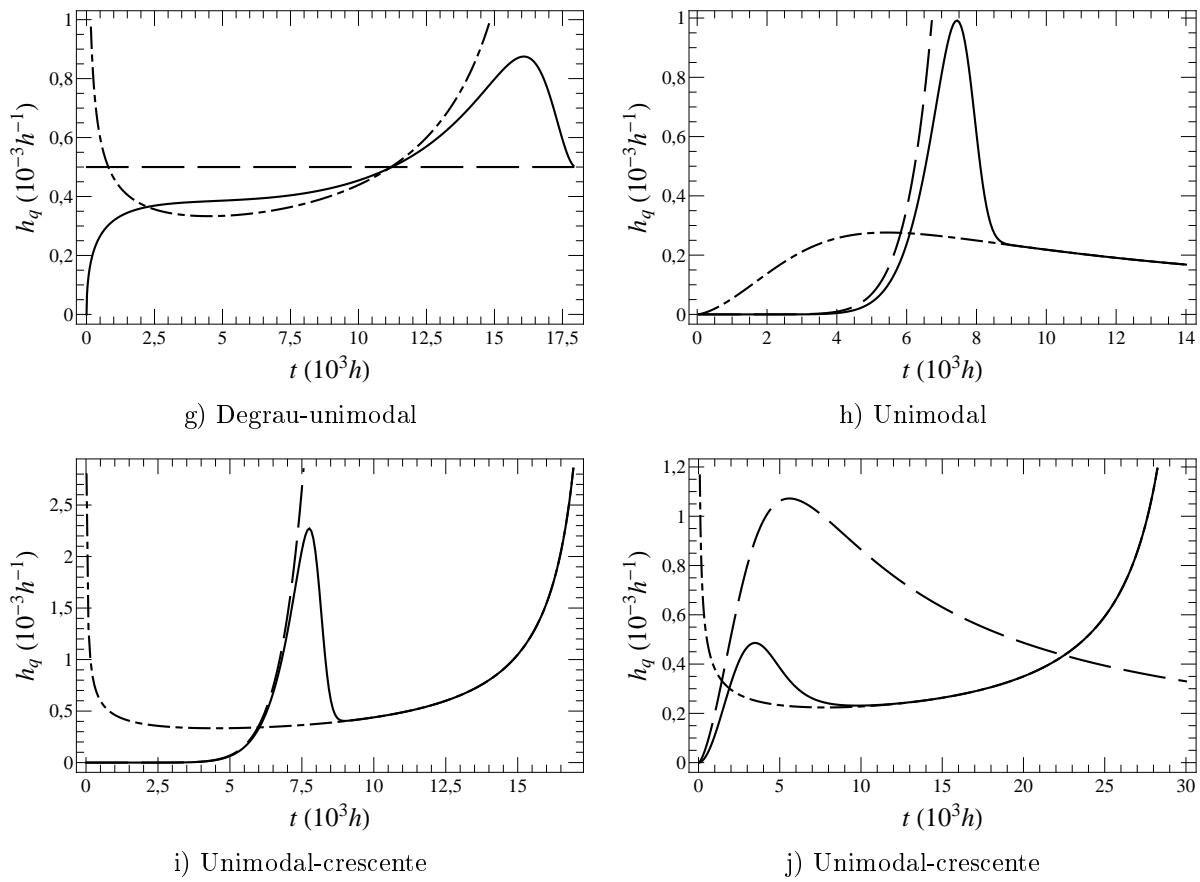 1
0,8
0,6
0,4
0,2
0
h_q (10^{-3}h^{-1})
0 2,5 5 7,5 10 12,5 15 17,5
t (10^3h)
g) Degrau-unimodal
1
0,8
0,6
0,4
0,2
0
h_q (10^{-3}h^{-1})
0 2 4 6 8 10 12 14
t (10^3h)
h) Unimodal
2,5
2
1,5
1
0,5
0
h_q (10^{-3}h^{-1})
0 2,5 5 7,5 10 12,5 15
t (10^3h)
i) Unimodal-crescente
1,2
1
0,8
0,6
0,4
0,2
0
h_q (10^{-3}h^{-1})
0 5 10 15 20 25 30
t (10^3h)
j) Unimodal-crescente